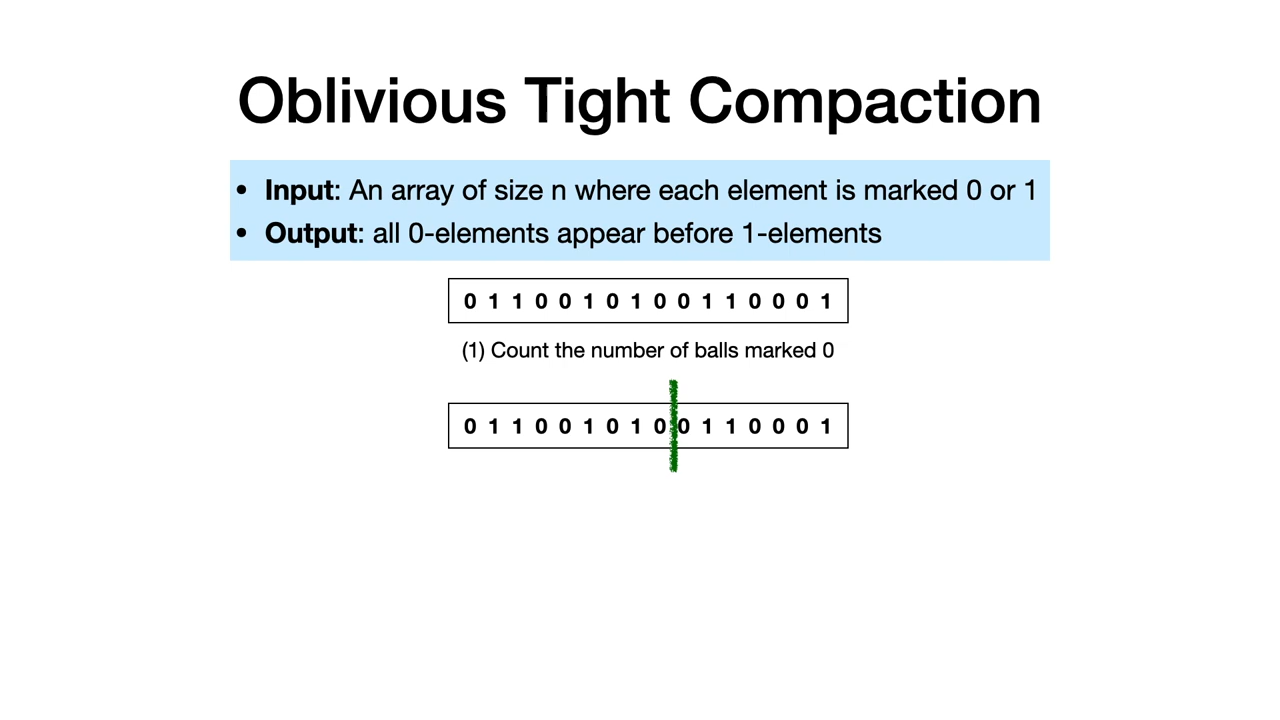 Oblivious Tight Compaction
• Input: An array of size n where each element is marked 0 or 1
• Output: all 0-elements appear before 1-elements
0 1 1 0 0 1 0 1 0 0 1 1 0 0 0 1
(1) Count the number of balls marked 0
0 1 1 0 0 1 0 1 0 0 1 1 0 0 0 1